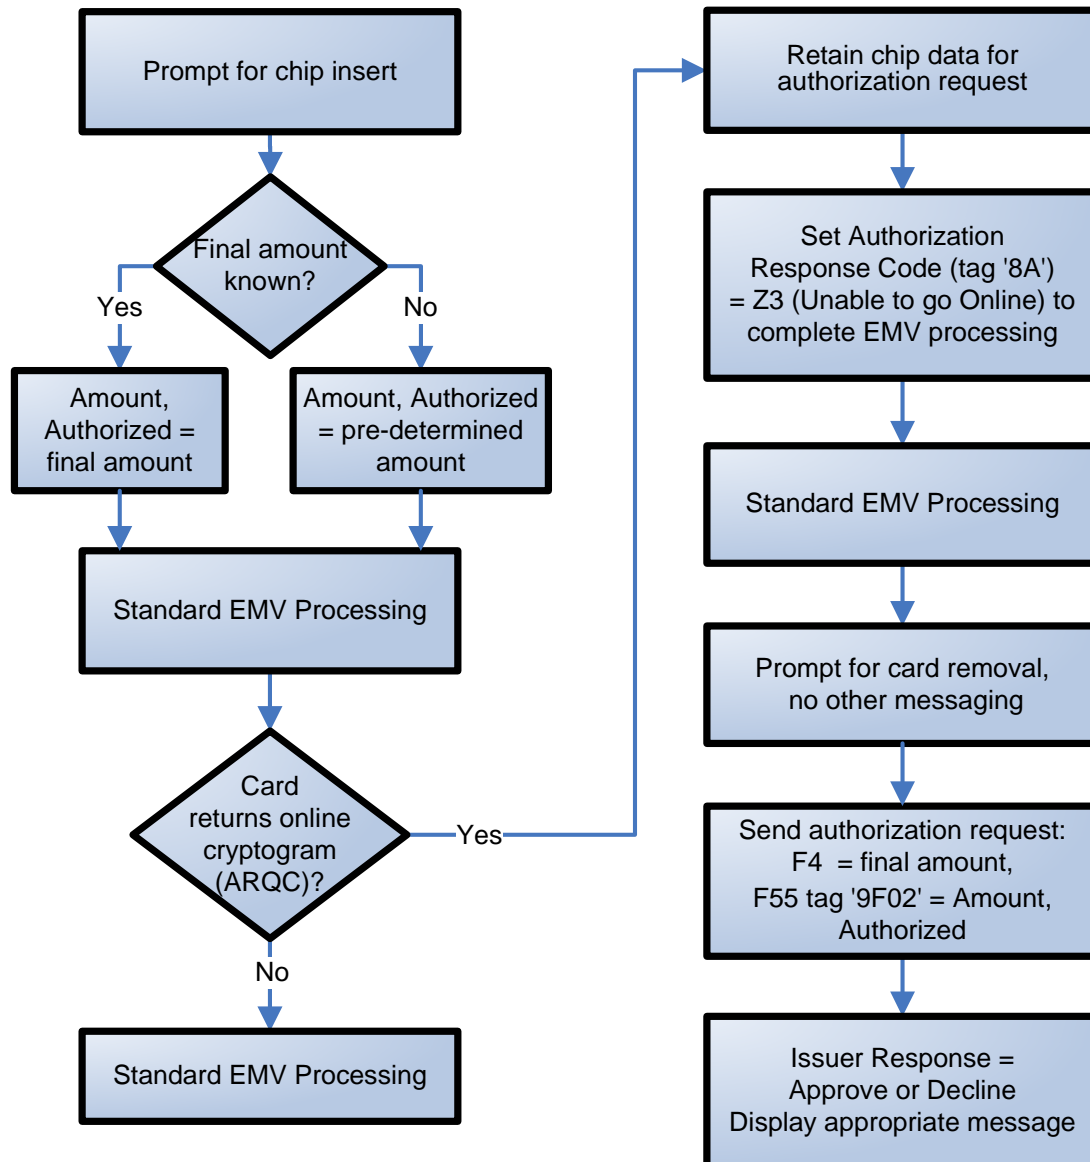 Prompt for chip insert
Final amount
known?
Yes
No
Amount,
Authorized =
final amount
Amount, Authorized
= pre-determined
amount
Standard EMV Processing
Card
returns online
cryptogram
(ARQC)?
Yes
No
Standard EMV Processing
Retain chip data for
authorization request
Set Authorization
Response Code (tag '8A')
= Z3 (Unable to go Online) to
complete EMV processing
Standard EMV Processing
Prompt for card removal,
no other messaging
Send authorization request:
F4 = final amount,
F55 tag '9F02' = Amount,
Authorized
Issuer Response =
Approve or Decline
Display appropriate message